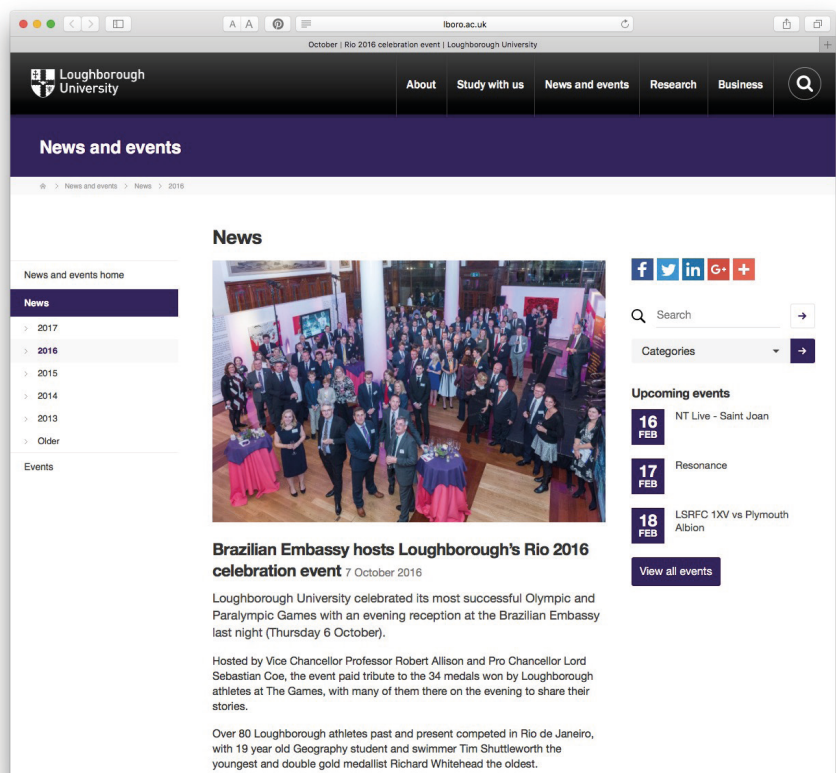 lboro.ac.uk
October | Rio 2016 celebration event | Loughborough University
Loughborough
University
About
Study with us
News and events
Research
Business
News and events
News and events > News > 2016
News
News and events home
News
2017
2016
2015
2014
2013
Older
Events
Brazilian Embassy hosts Loughborough's Rio 2016
celebration event 7 October 2016
Loughborough University celebrated its most successful Olympic and
Paralympic Games with an evening reception at the Brazilian Embassy
last night (Thursday 6 October).
Hosted by Vice Chancellor Professor Robert Allison and Pro Chancellor Lord
Sebastian Coe, the event paid tribute to the 34 medals won by Loughborough
athletes at The Games, with many of them there on the evening to share their
stories.
Over 80 Loughborough athletes past and present competed in Rio de Janeiro,
with 19 year old Geography student and swimmer Tim Shuttleworth the
youngest and double gold medallist Richard Whitehead the oldest.
Search
Categories
Upcoming events
16
FEB
NT Live - Saint Joan
17
FEB
Resonance
18
FEB
LSRFC 1XV vs Plymouth
Albion
View all events